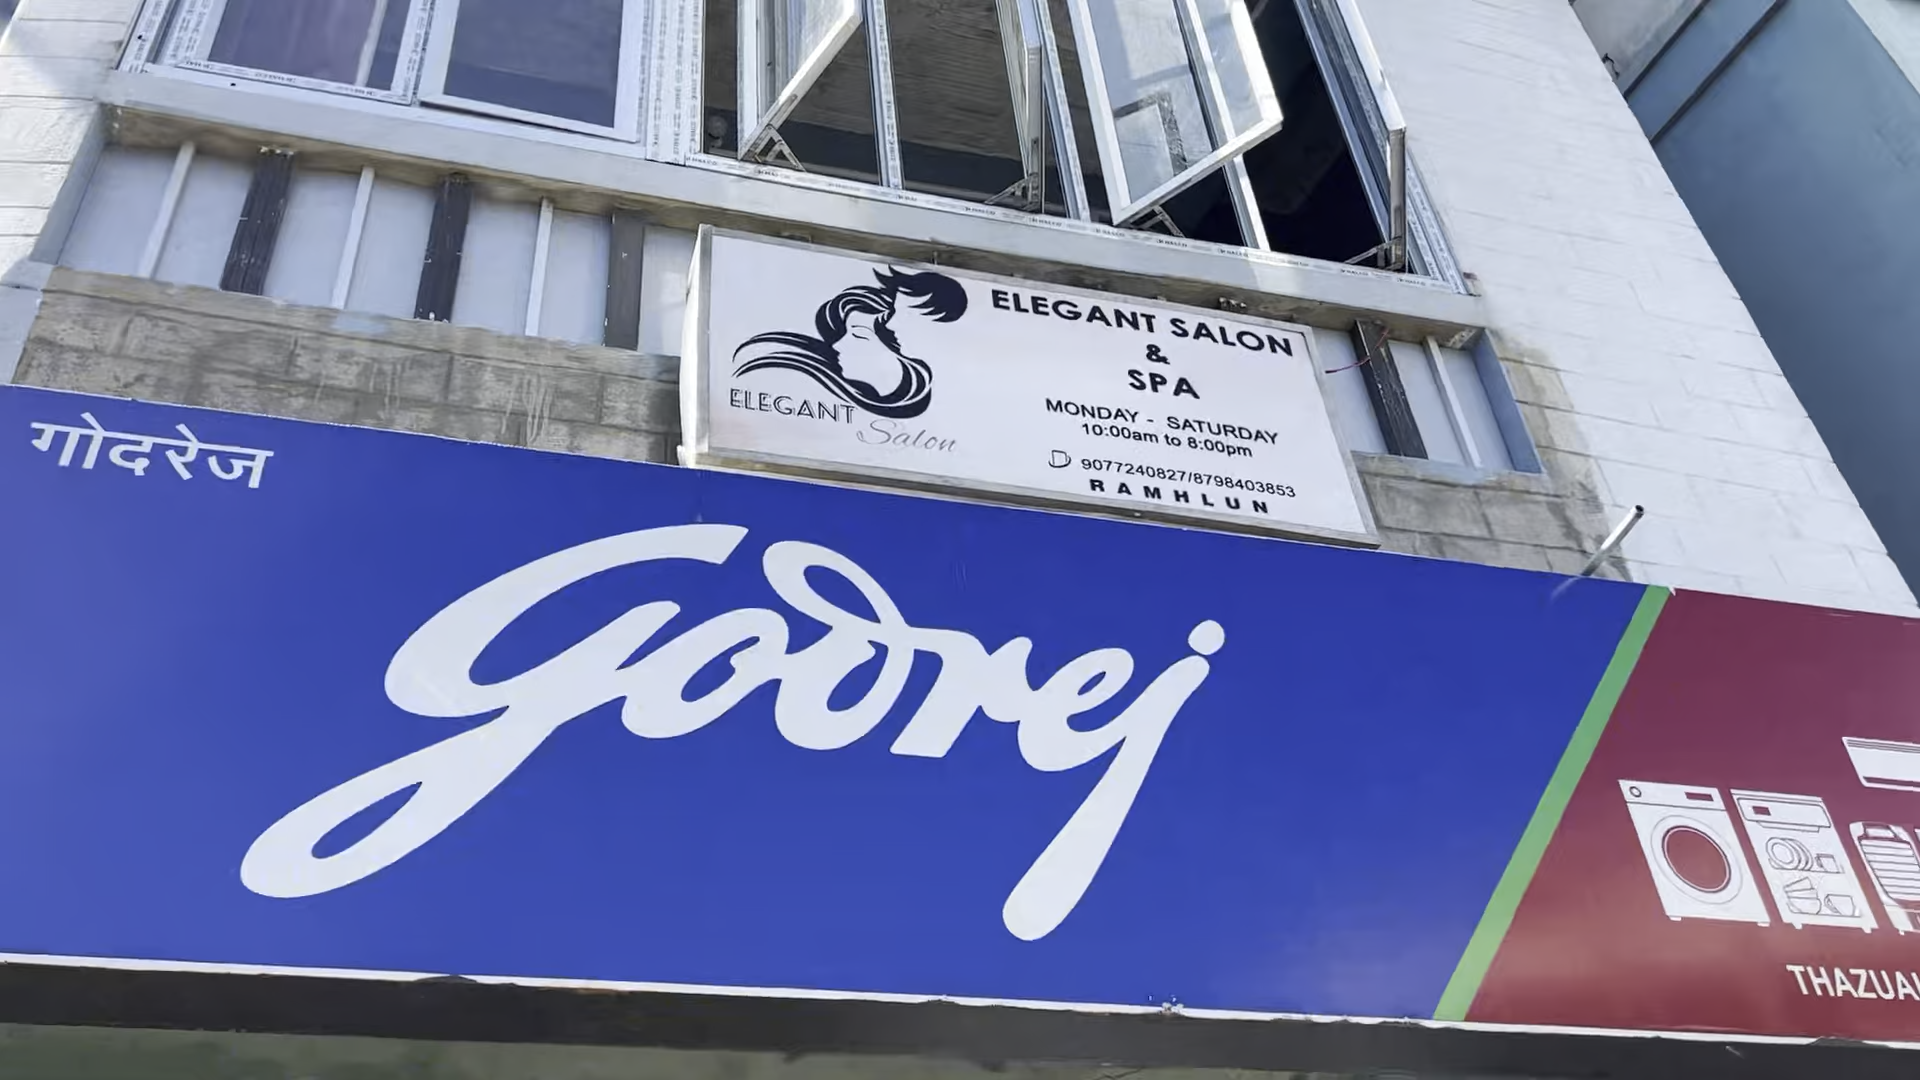 ELEGANT SALON
&
SPA
MONDAY - SATURDAY
10:00am to 8:00pm
9077240827/8798403853
RAMHLUN
ELEGANT
Salon
गोदरेज
Godrej